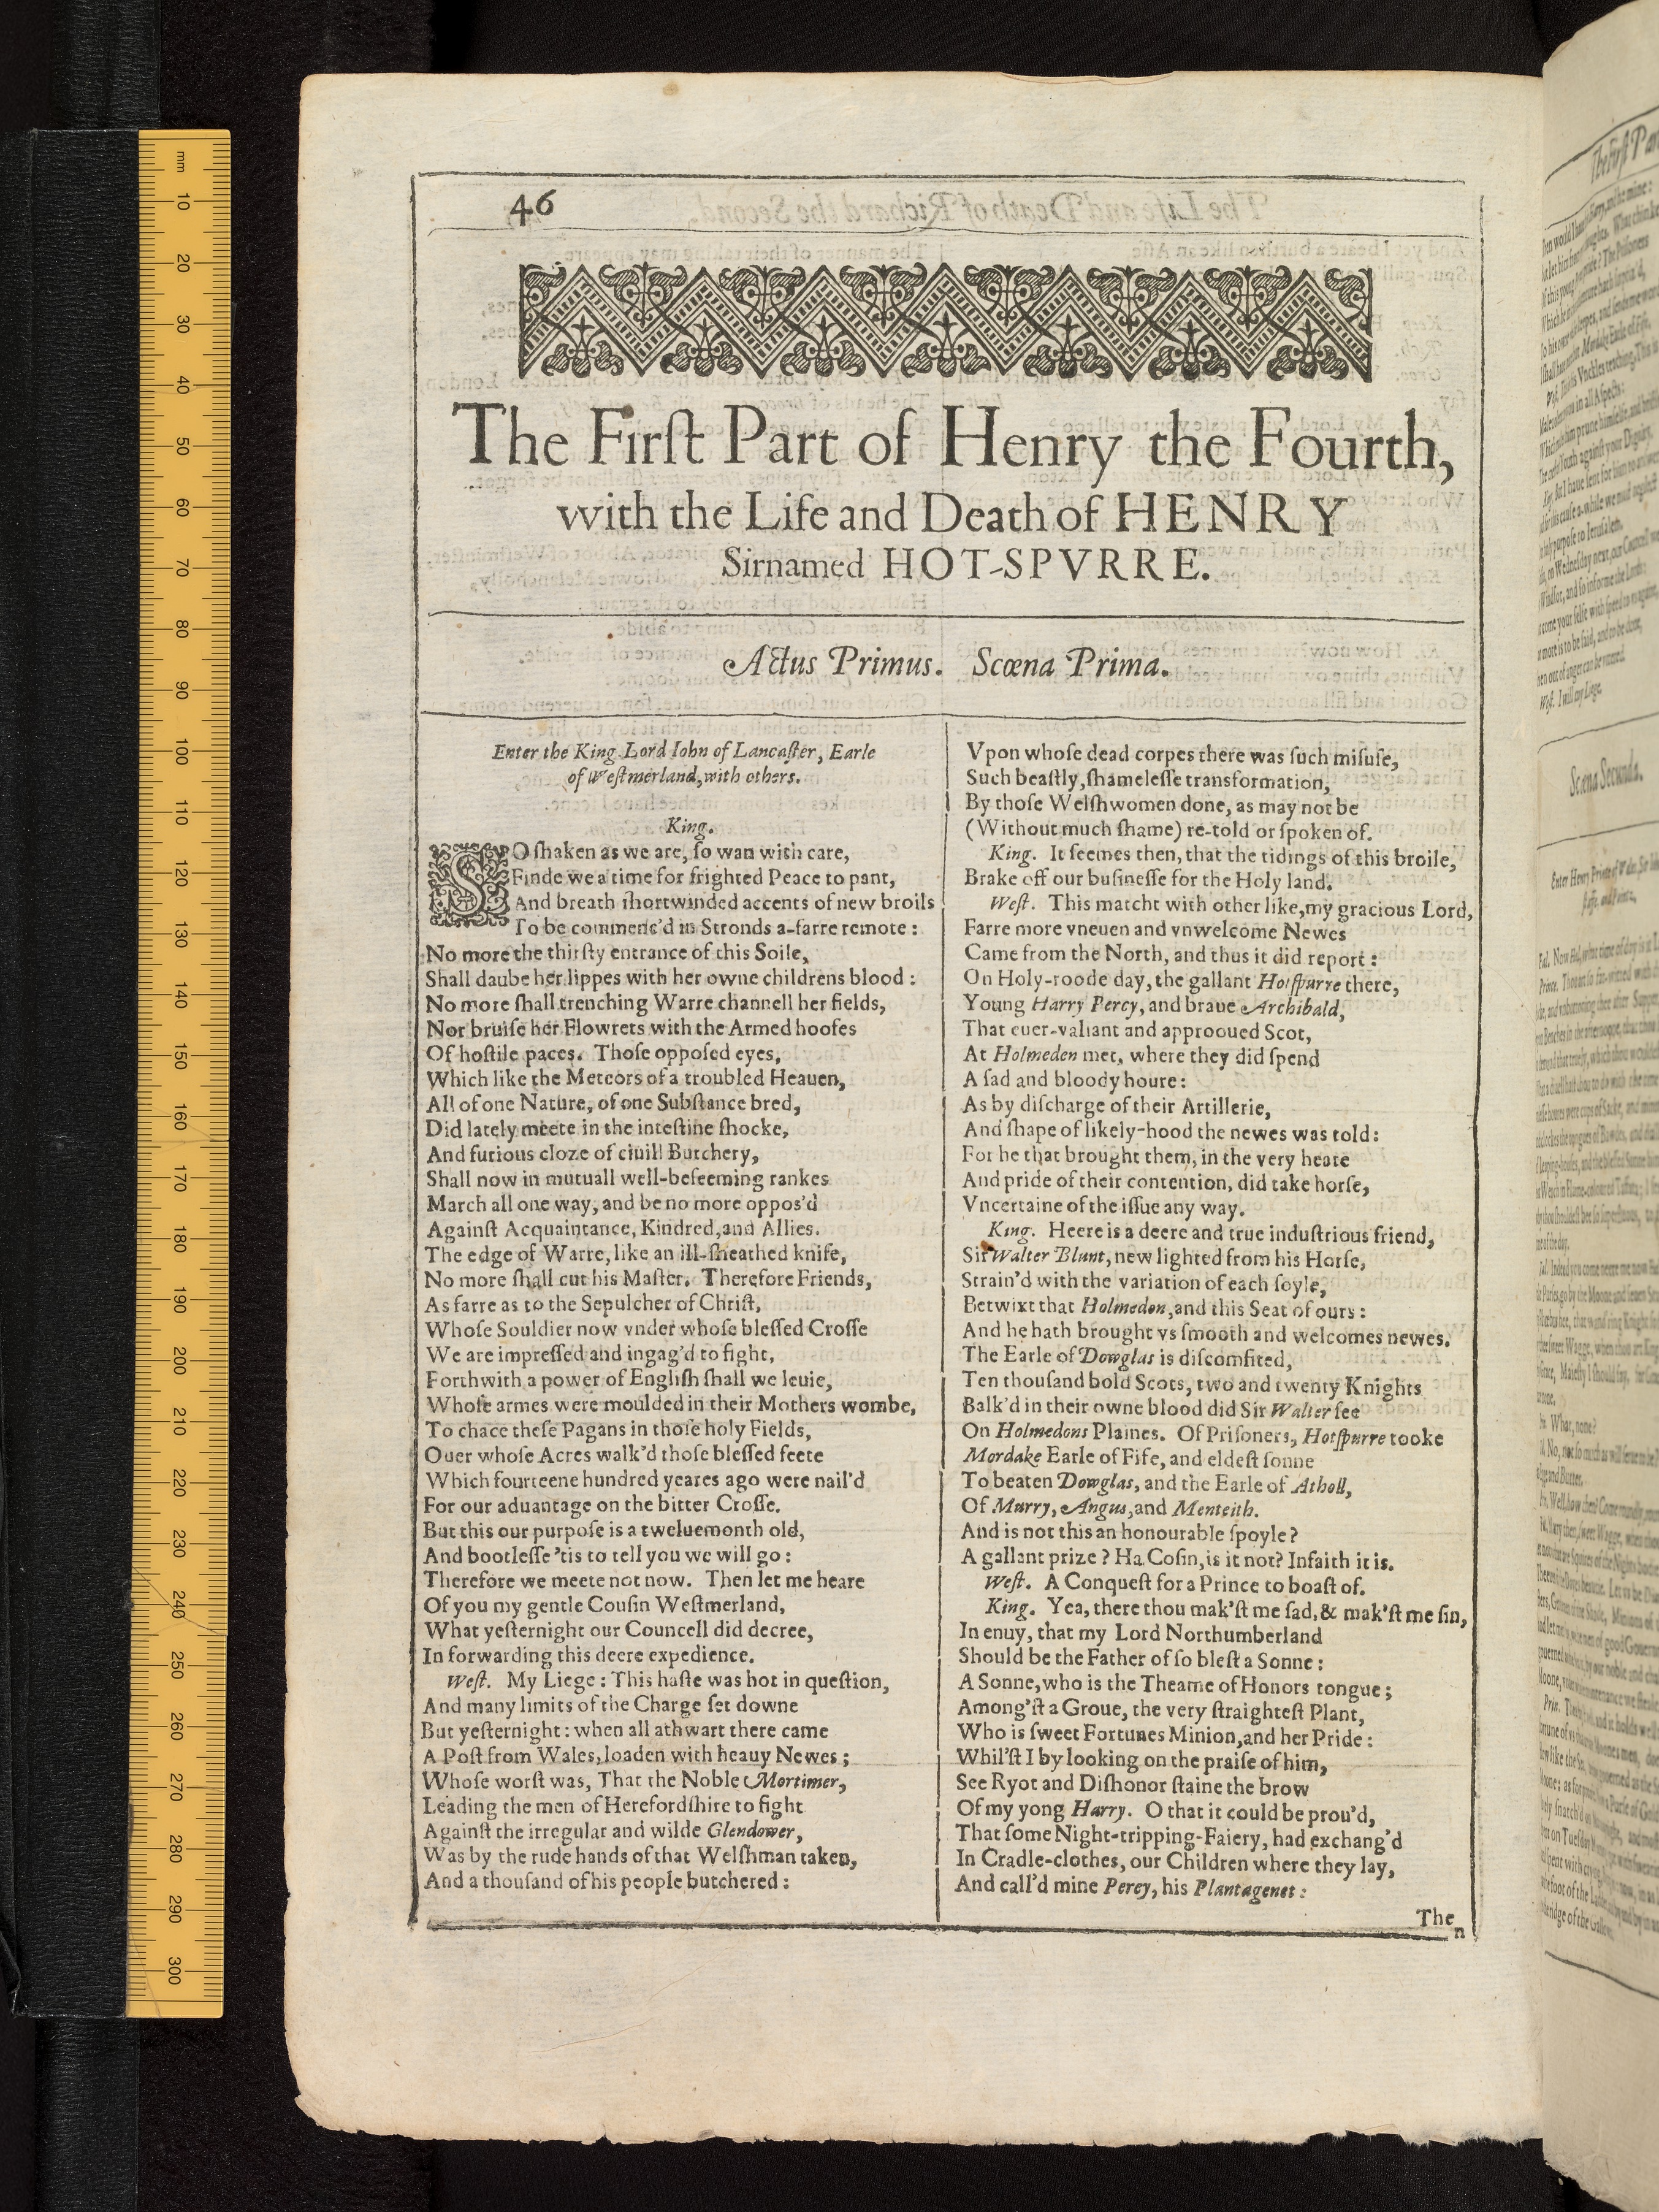 46
The Firſt Part of Henry the Fourth,
with the Life and Death of HENRY
Sirnamed HOT-SPVRRE.
Actus Primus. Scœna Prima.
Enter the King, Lord Iohn of Lancaſter, Earle
of Weſtmerland, with others.
King.
SO ſhaken as we are, ſo wan with care,
Finde we a time for frighted Peace to pant,
And breath ſhortwinded accents of new broils
To be commenc'd in Stronds a-farre remote:
No more the thirſty entrance of this Soile,
Shall daube her lippes with her owne childrens blood:
No more ſhall trenching Warre channell her fields,
Nor bruiſe her Flowrets with the Armed hoofes
Of hoſtile paces. Thoſe oppoſed eyes,
Which like the Meteors of a troubled Heauen,
All of one Nature, of one Subſtance bred,
Did lately meete in the inteſtine ſhocke,
And furious cloze of ciuill Butchery,
Shall now in mutuall well-beſeeming rankes
March all one way, and be no more oppos'd
Againſt Acquaintance, Kindred, and Allies.
The edge of Warre, like an ill-ſheathed knife,
No more ſhall cut his Maſter. Therefore Friends,
As farre as to the Sepulcher of Chriſt,
Whoſe Souldier now vnder whoſe bleſſed Croſſe
We are impreſſed and ingag'd to fight,
Forthwith a power of Engliſh ſhall we leuie,
Whoſe armes were moulded in their Mothers wombe,
To chace theſe Pagans in thoſe holy Fields,
Ouer whoſe Acres walk'd thoſe bleſſed feete
Which fourteene hundred yeares ago were nail'd
For our aduantage on the bitter Croſſe.
But this our purpoſe is a tweluemonth old,
And bootleſſe 'tis to tell you we will go:
Therefore we meete not now. Then let me heare
Of you my gentle Couſin Weſtmerland,
What yeſternight our Councell did decree,
In forwarding this deere expedience.
Weſt. My Liege: This haſte was hot in queſtion,
And many limits of the Charge ſet downe
But yeſternight: when all athwart there came
A Poſt from Wales, loaden with heauy Newes;
Whoſe worſt was, That the Noble Mortimer,
Leading the men of Herefordſhire to fight
Againſt the irregular and wilde Glendower,
Was by the rude hands of that Welſhman taken,
And a thouſand of his people butchered:
Vpon whoſe dead corpes there was ſuch miſuſe,
Such beaſtly, ſhameleſſe transformation,
By thoſe Welſhwomen done, as may not be
(Without much ſhame) re-told or ſpoken of.
King. It ſeemes then, that the tidings of this broile,
Brake off our buſineſſe for the Holy land.
Weſt. This matcht with other like, my gracious Lord,
Farre more vneuen and vnwelcome Newes
Came from the North, and thus it did report:
On Holy-roode day, the gallant Hotſpurre there,
Young Harry Percy, and braue Archibald,
That euer-valiant and approoued Scot,
At Holmeden met, where they did ſpend
A ſad and bloody houre:
As by diſcharge of their Artillerie,
And ſhape of likely-hood the newes was told:
For he that brought them, in the very heate
And pride of their contention, did take horſe,
Vncertaine of the iſſue any way.
King. Heere is a deere and true induſtrious friend,
Sir Walter Blunt, new lighted from his Horſe,
Strain'd with the variation of each ſoyle,
Betwixt that Holmedon, and this Seat of ours:
And he hath brought vs ſmooth and welcomes newes.
The Earle of Dowglas is diſcomfited,
Ten thouſand bold Scots, two and twenty Knights
Balk'd in their owne blood did Sir Walter ſee
On Holmedons Plaines. Of Priſoners, Hotſpurre tooke
Mordake Earle of Fife, and eldeſt ſonne
To beaten Dowglas, and the Earle of Atholl,
Of Murry, Angus, and Menteith.
And is not this an honourable ſpoyle?
A gallant prize? Ha Coſin, is it not? Infaith it is.
Weſt. A Conqueſt for a Prince to boaſt of.
King. Yea, there thou mak'ſt me ſad, & mak'ſt me ſin,
In enuy, that my Lord Northumberland
Should be the Father of ſo bleſt a Sonne:
A Sonne, who is the Theame of Honors tongue;
Among'ſt a Groue, the very ſtraighteſt Plant,
Who is ſweet Fortunes Minion, and her Pride:
Whil'ſt I by looking on the praiſe of him,
See Ryot and Diſhonor ſtaine the brow
Of my yong Harry. O that it could be prou'd,
That ſome Night-tripping-Faiery, had exchang'd
In Cradle-clothes, our Children where they lay,
And call'd mine Percy, his Plantagenet:
Then
mm
10
20
30
40
50
60
70
80
90
100
110
120
130
140
150
160
170
180
190
200
210
220
230
240
250
260
270
280
290
300
Scæna Secunda.